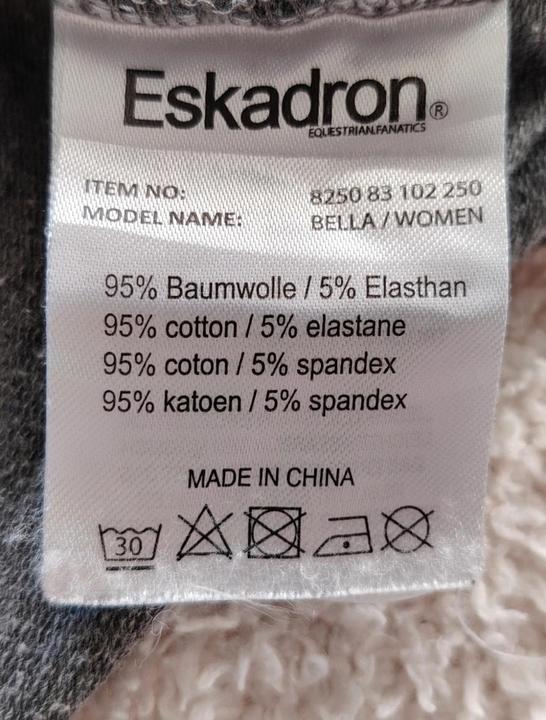 Eskadron®
EQUESTRIAN.FANATICS
ITEM NO: 8250 83 102 250
MODEL NAME: BELLA / WOMEN
95% Baumwolle / 5% Elasthan
95% cotton / 5% elastane
95% coton / 5% spandex
95% katoen / 5% spandex
MADE IN CHINA
30